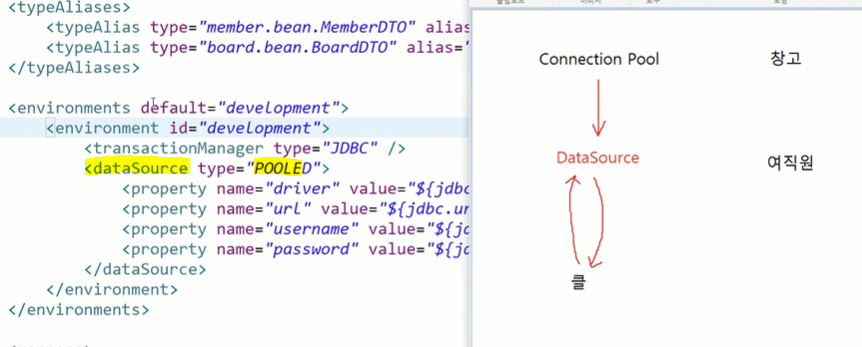 <typeAliases>
<typeAlias type="member.bean.MemberDTO" alias
<typeAlias type="board.bean.BoardDTO" alias="
</typeAliases>
<environments default="development">
<environment id="development">
<transactionManager type="JDBC" />
<dataSource type="POOLED">
<property name="driver" value="${jdbc
<property name="url" value="${jdbc.ur
<property name="username" value="${jd
<property name="password" value="${jd
</dataSource>
</environment>
</environments>
Connection Pool 창고
DataSource 여직원
클